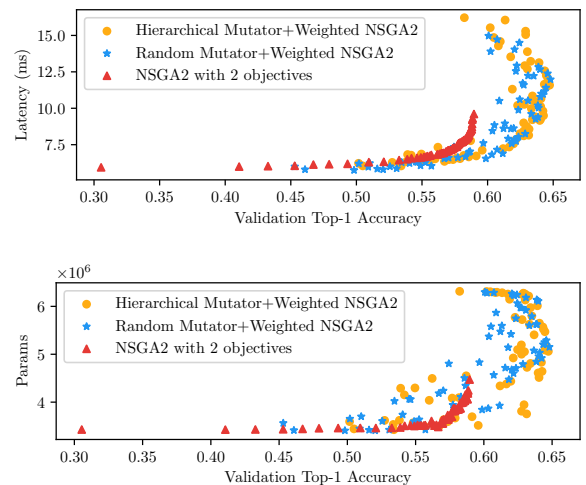 15.0
12.5
10.0
7.5
Latency (ms)
Hierarchical Mutator+Weighted NSGA2
Random Mutator+Weighted NSGA2
NSGA2 with 2 objectives
0.30 0.35 0.40 0.45 0.50 0.55 0.60 0.65
Validation Top-1 Accuracy
×10⁶
6
5
4
Params
Hierarchical Mutator+Weighted NSGA2
Random Mutator+Weighted NSGA2
NSGA2 with 2 objectives
0.30 0.35 0.40 0.45 0.50 0.55 0.60 0.65
Validation Top-1 Accuracy